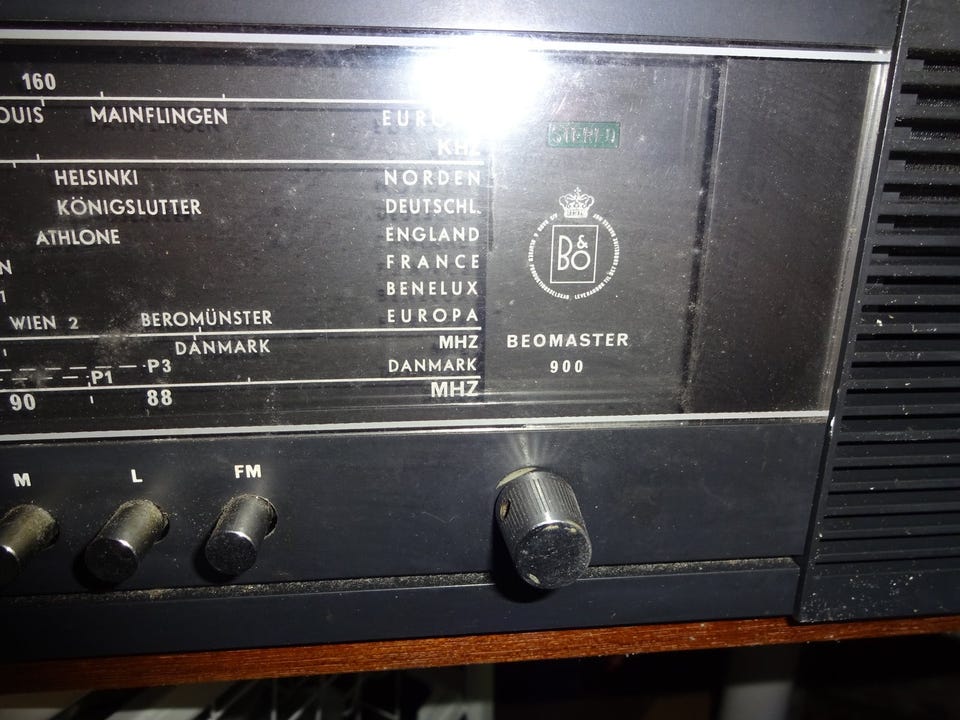 160
MAINFLINGEN
KHZ
HELSINKI NORDEN
KÖNIGSLUTTER DEUTSCHL.
ATHLONE ENGLAND
FRANCE
BENELUX
WIEN 2 BEROMÜNSTER EUROPA
DANMARK MHZ
P3 DANMARK
P1
90 88 MHZ
STEREO
B&O
BEOMASTER
900
M L FM